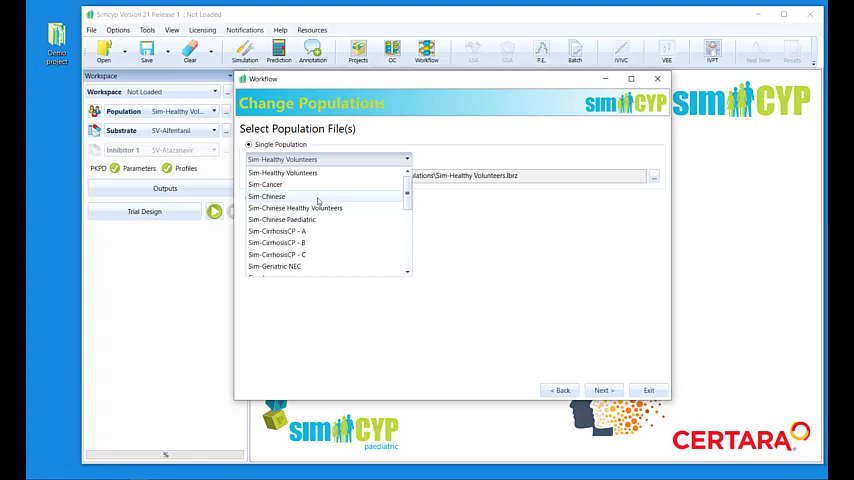 Demo
project
Simcyp Version 21 Release 1 : Not Loaded
File Options Tools View Licensing Notifications Help Resources
Open Save Clear Simulation Prediction Annotation Projects OC Workflow P.E. Batch IVIVC VBE IVPT Real Time Results
Workspace
Workspace Not Loaded
Population Sim-Healthy Vol...
Substrate SV-Alfentanil
Inhibitor 1 SV-Atazanavir
PKPD Parameters Profiles
Outputs
Trial Design
%
Workflow
Change Populations
simCYP
simCYP
Select Population File(s)
Single Population
Sim-Healthy Volunteers
ulations\Sim-Healthy Volunteers.lbrz
...
Sim-Healthy Volunteers
Sim-Cancer
Sim-Chinese
Sim-Chinese Healthy Volunteers
Sim-Chinese Paediatric
Sim-CirrhosisCP - A
Sim-CirrhosisCP - B
Sim-CirrhosisCP - C
Sim-Geriatric NEC
< Back Next > Exit
simCYP
paediatric
CERTARA